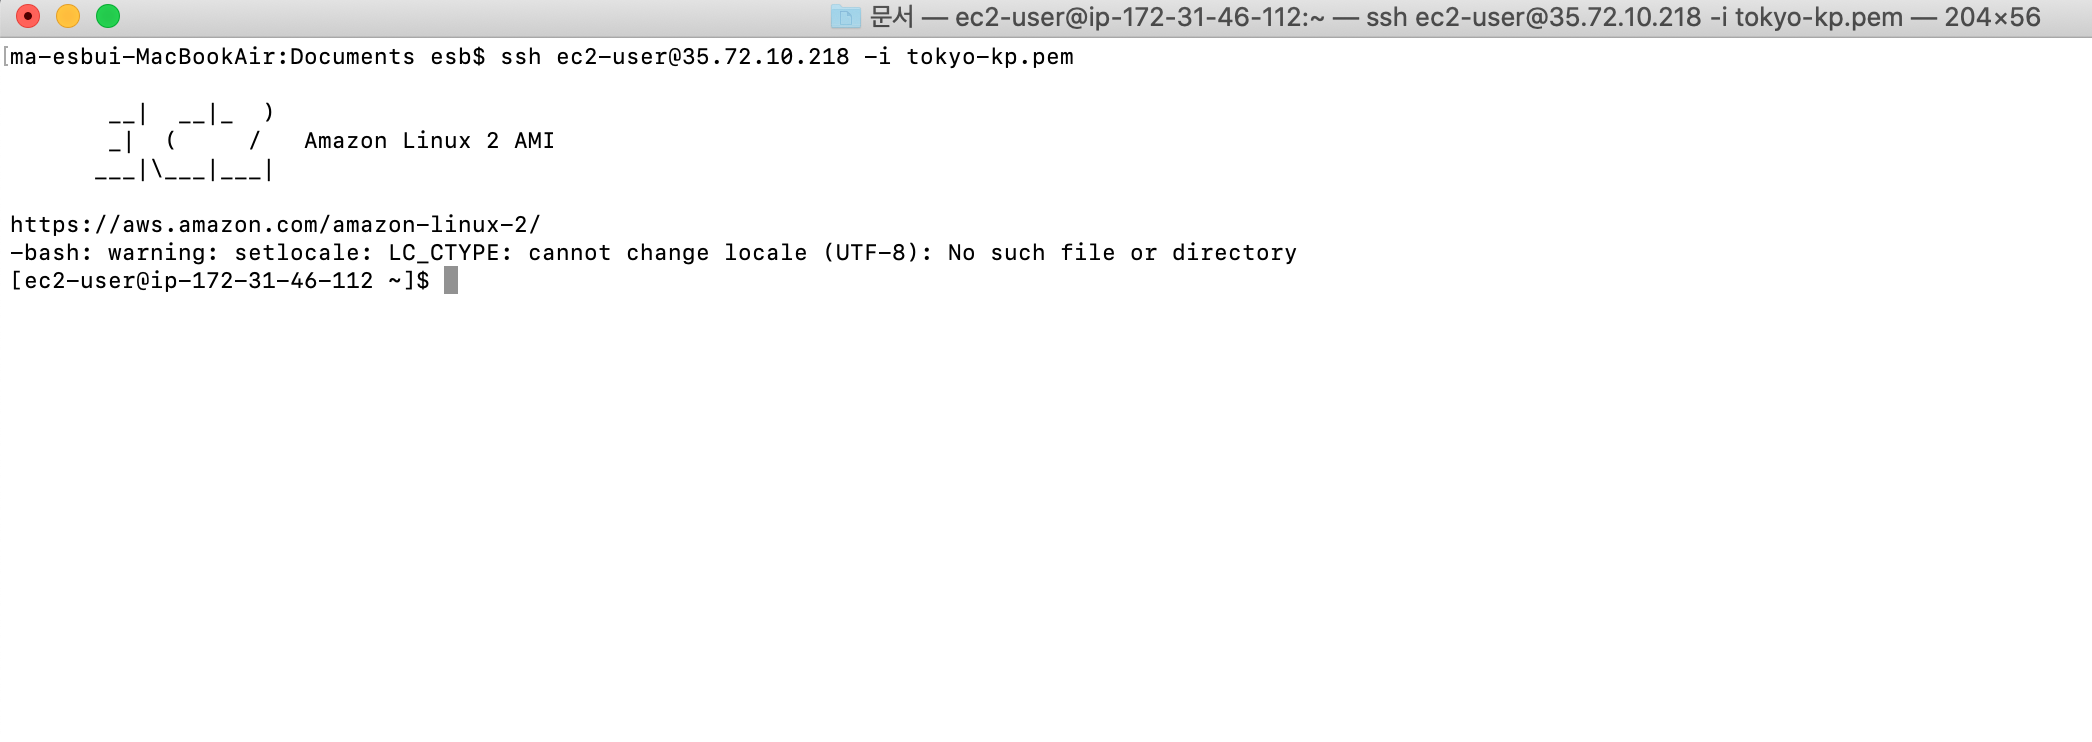 문서 — ec2-user@ip-172-31-46-112:~ — ssh ec2-user@35.72.10.218 -i tokyo-kp.pem — 204×56
[ma-esbui-MacBookAir:Documents esb$ ssh ec2-user@35.72.10.218 -i tokyo-kp.pem
       __|  __|_  )
       _|  (     /   Amazon Linux 2 AMI
      ___|\___|___|
https://aws.amazon.com/amazon-linux-2/
-bash: warning: setlocale: LC_CTYPE: cannot change locale (UTF-8): No such file or directory
[ec2-user@ip-172-31-46-112 ~]$